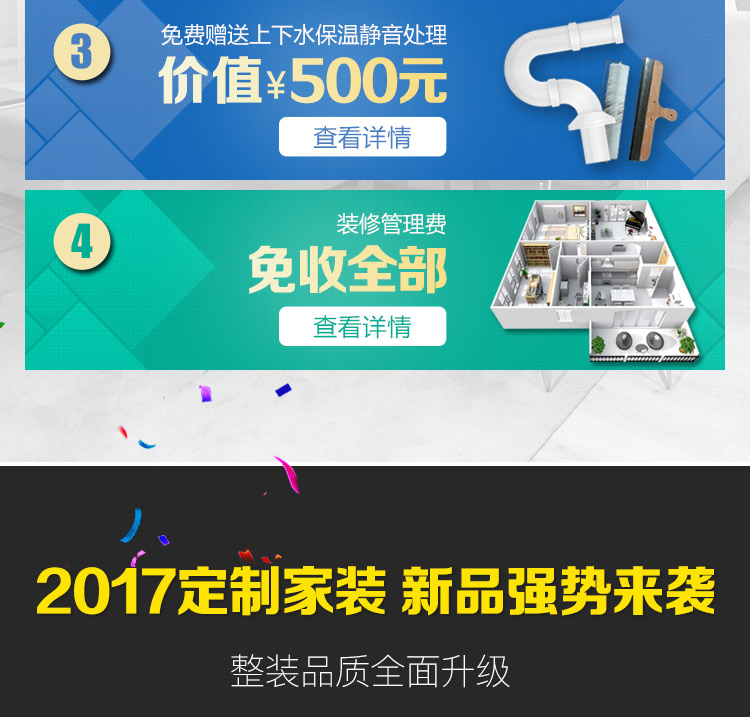 3
免费赠送上下水保温静音处理
价值¥500元
查看详情
4
装修管理费
免收全部
查看详情
2017定制家装 新品强势来袭
整装品质全面升级